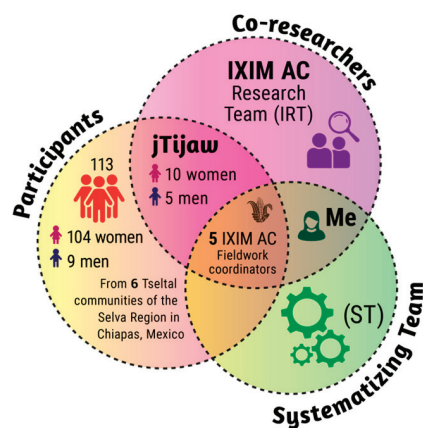 Co-researchers
IXIM AC
Research
Team (IRT)
Participants
113
104 women
9 men
From 6 Tseltal
communities of the
Selva Region in
Chiapas, Mexico
jTijaw
10 women
5 men
5 IXIM AC
Fieldwork
coordinators
Me
(ST)
Systematizing Team